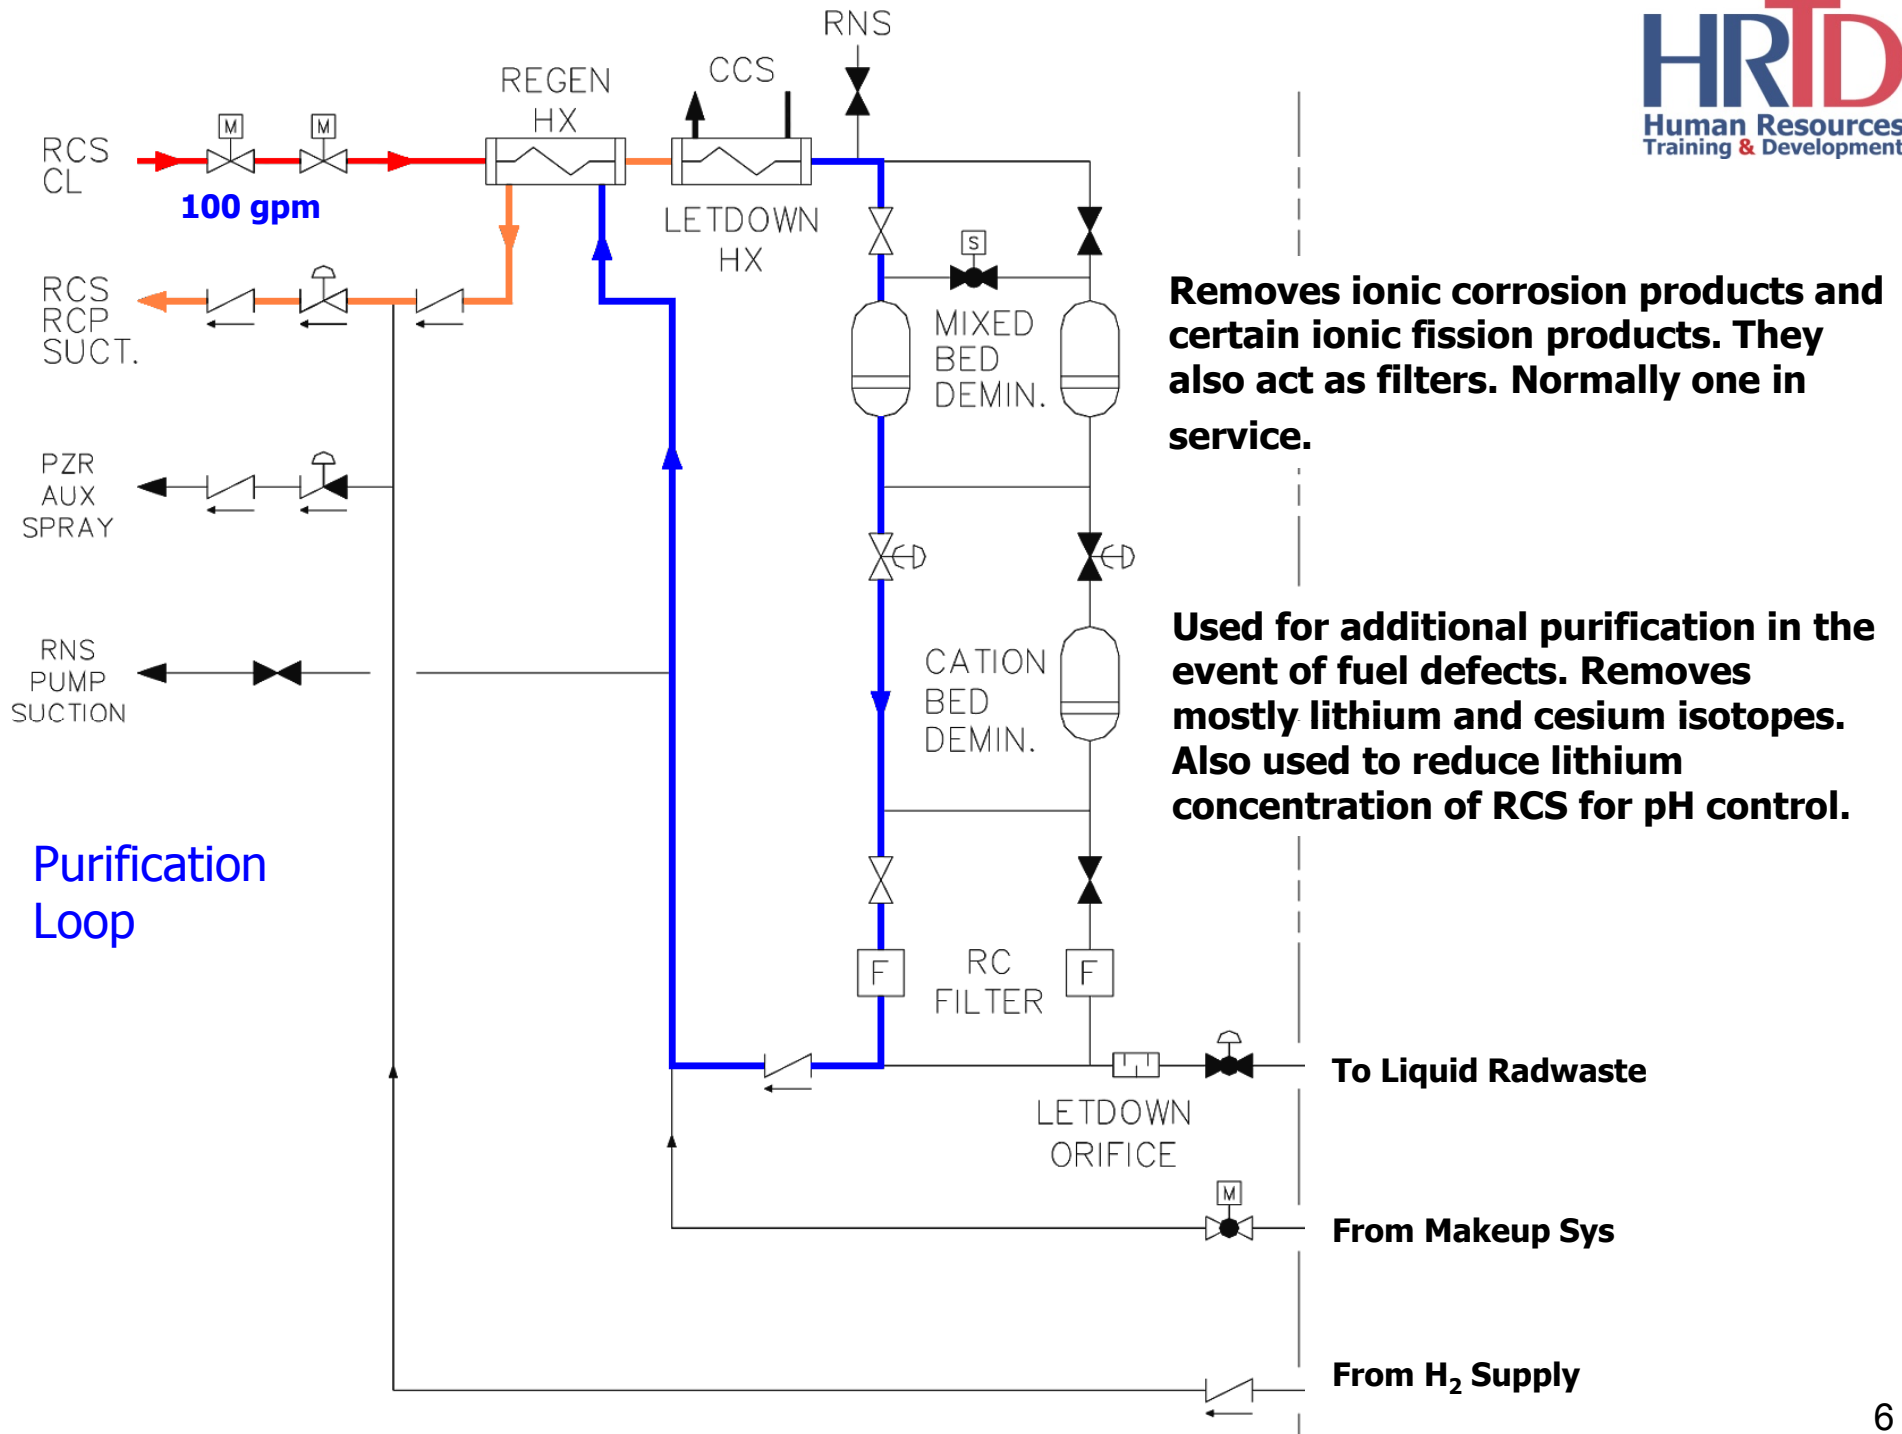 RNS
HRTD
Human Resources
Training & Development
REGEN
HX
CCS
M
M
RCS
CL
100 gpm
LETDOWN
HX
S
RCS
RCP
SUCT.
MIXED
BED
DEMIN.
Removes ionic corrosion products and
certain ionic fission products. They
also act as filters. Normally one in
service.
PZR
AUX
SPRAY
RNS
PUMP
SUCTION
CATION
BED
DEMIN.
Used for additional purification in the
event of fuel defects. Removes
mostly lithium and cesium isotopes.
Also used to reduce lithium
concentration of RCS for pH control.
Purification
Loop
F
RC
FILTER
F
To Liquid Radwaste
LETDOWN
ORIFICE
M
From Makeup Sys
From H₂ Supply
6